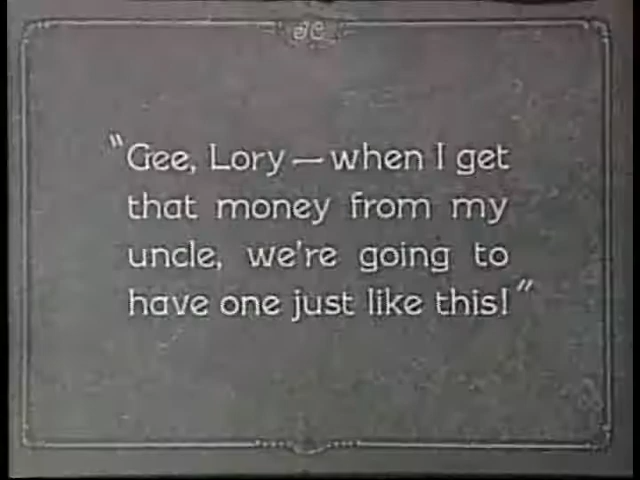 "Gee, Lory — when I get
that money from my
uncle, we're going to
have one just like this!"